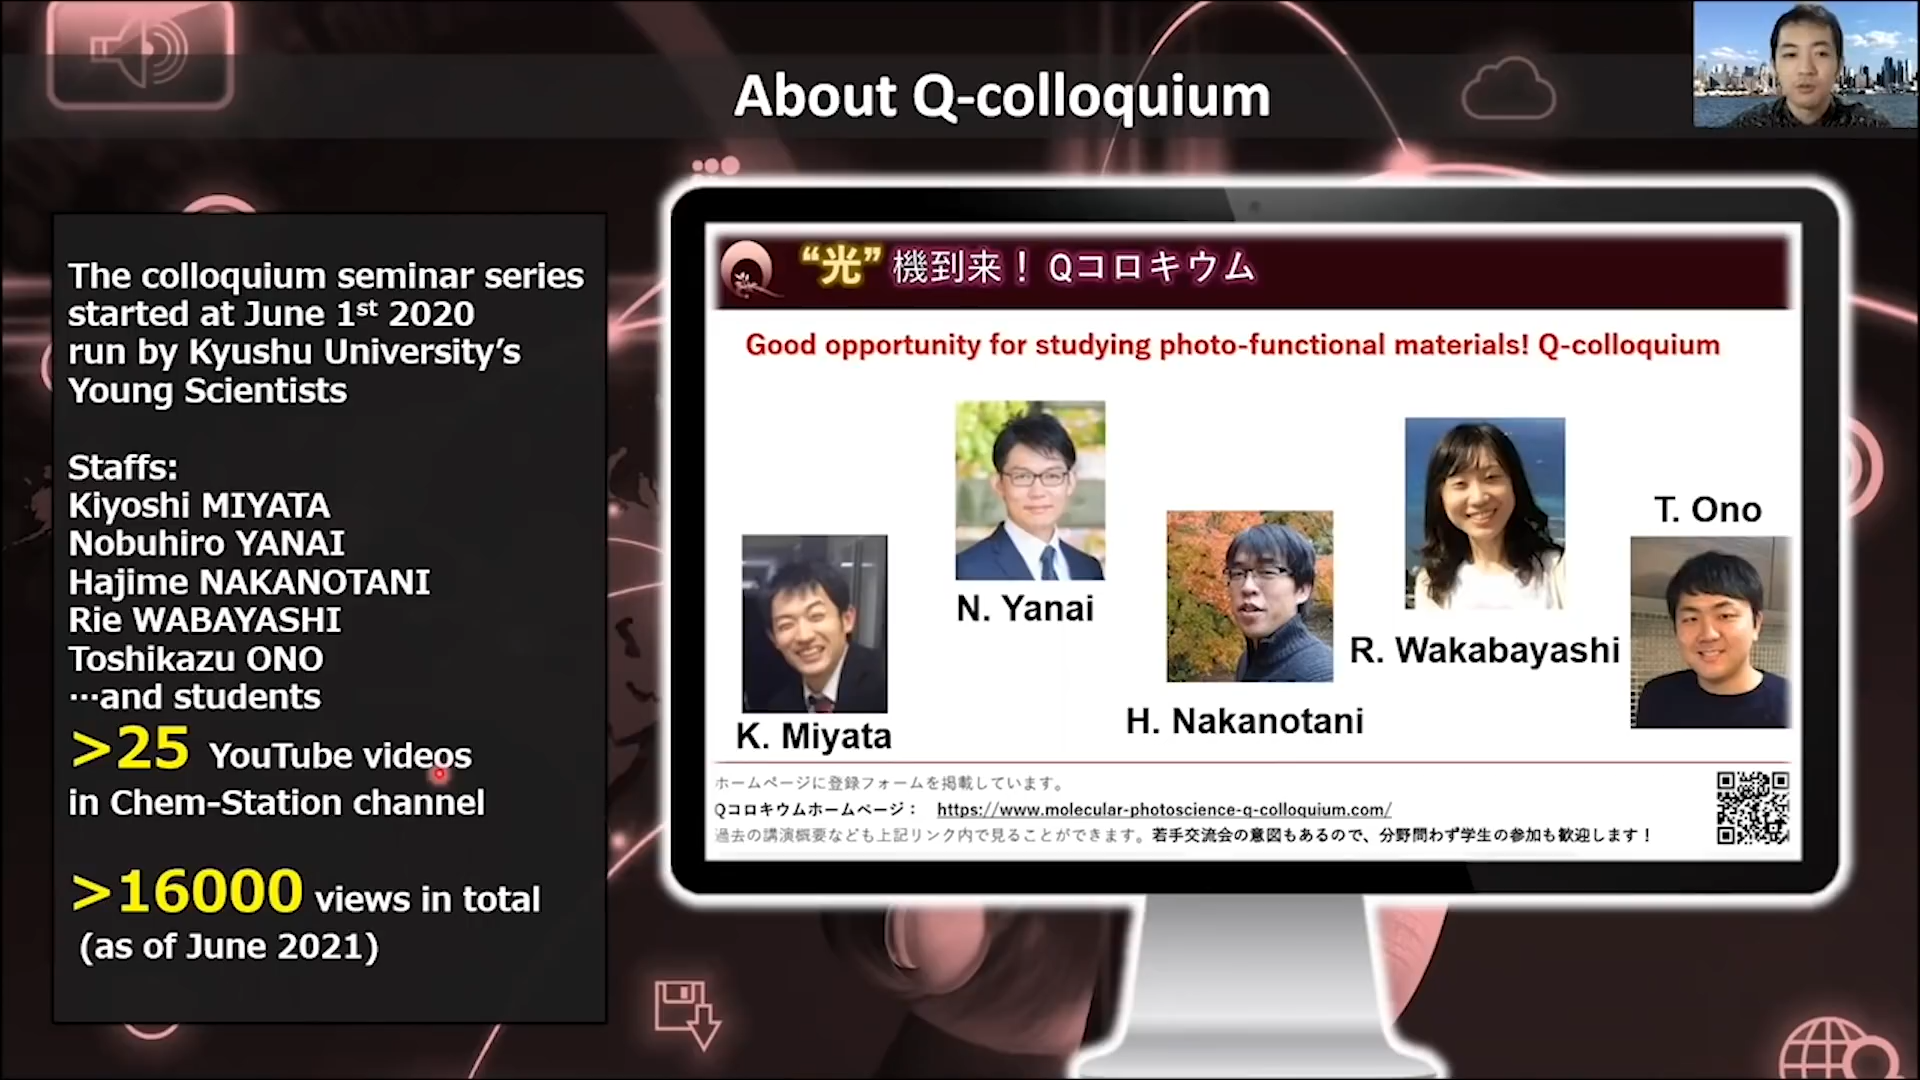 About Q-colloquium
The colloquium seminar series
started at June 1st 2020
run by Kyushu University's
Young Scientists
Staffs:
Kiyoshi MIYATA
Nobuhiro YANAI
Hajime NAKANOTANI
Rie WABAYASHI
Toshikazu ONO
…and students
>25 YouTube videos
in Chem-Station channel
>16000 views in total
(as of June 2021)
“光”機到来！Qコロキウム
Good opportunity for studying photo-functional materials! Q-colloquium
K. Miyata
N. Yanai
H. Nakanotani
R. Wakabayashi
T. Ono
ホームページに登録フォームを掲載しています。
Qコロキウムホームページ： https://www.molecular-photoscience-q-colloquium.com/
過去の講演概要なども上記リンク内で見ることができます。若手交流会の意図もあるので、分野問わず学生の参加も歓迎します！